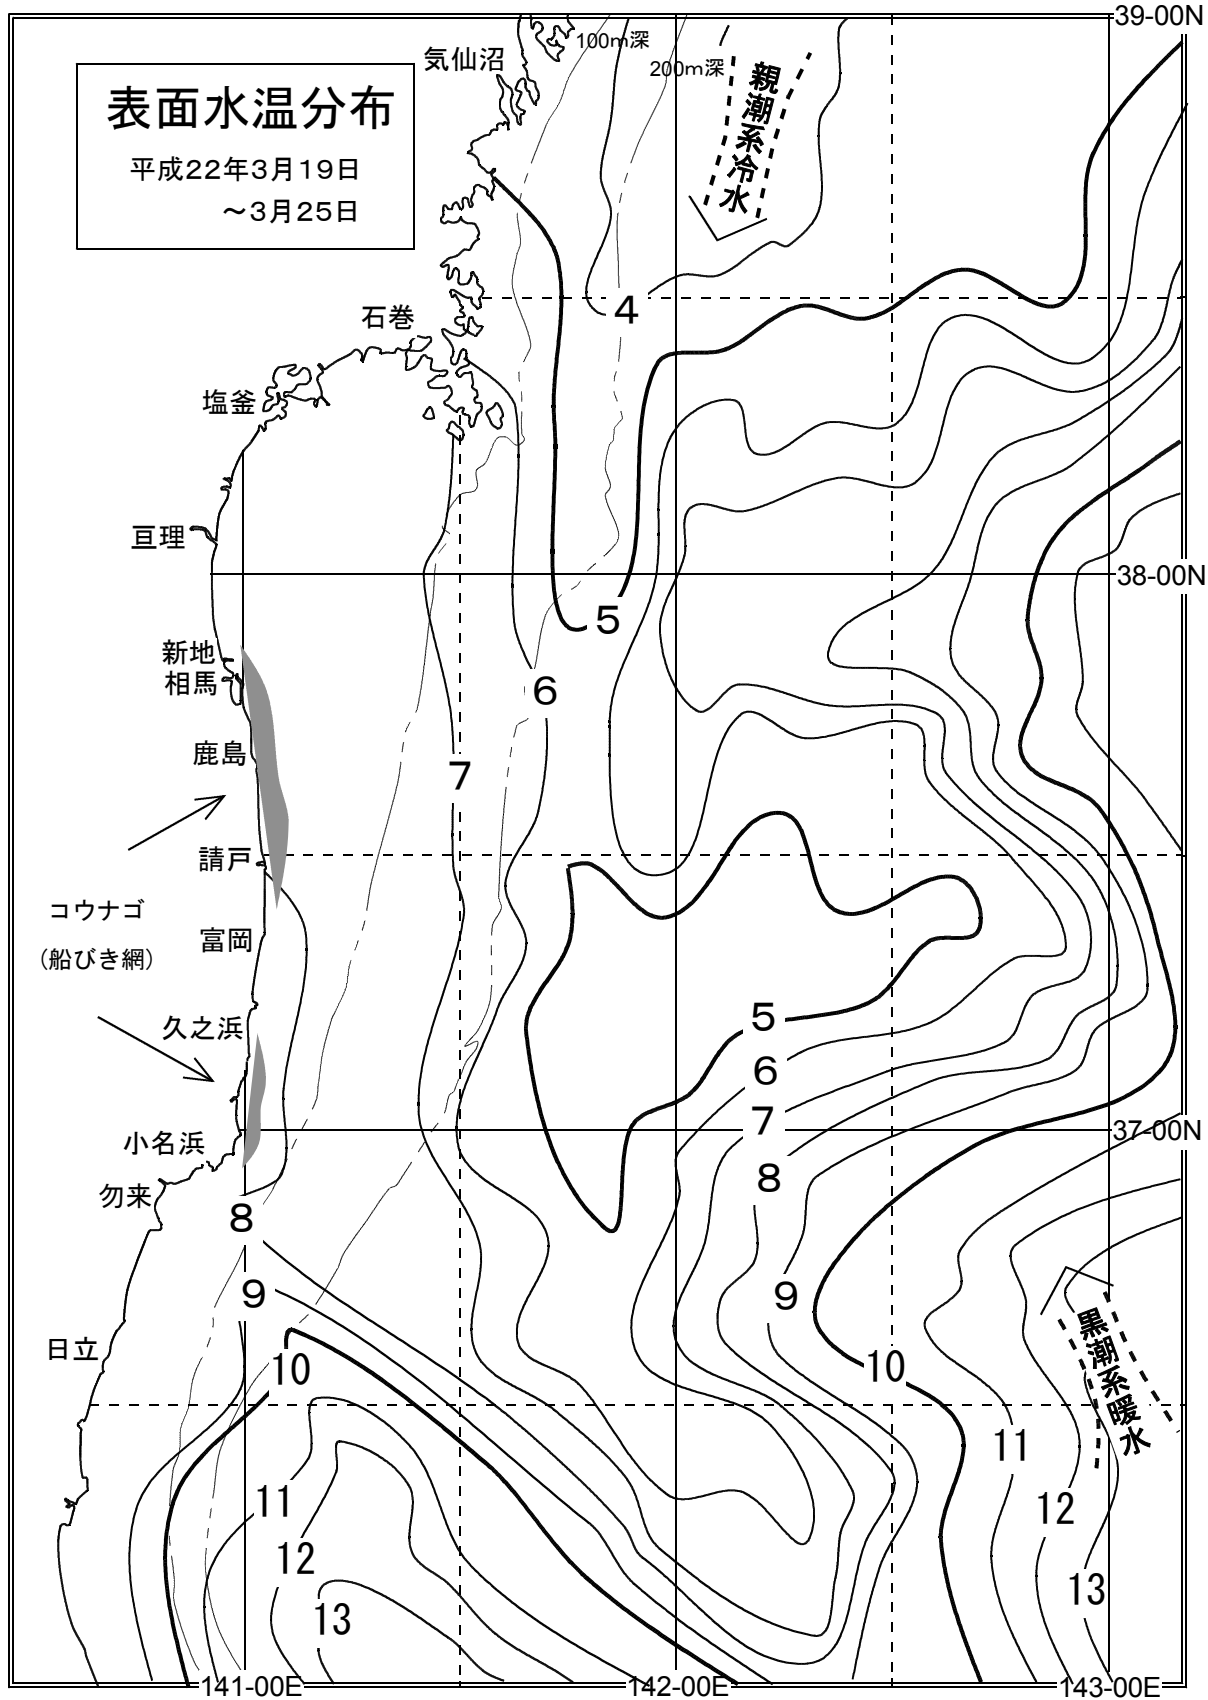 39-00N
100m深
気仙沼
200m深
親潮系冷水
表面水温分布
平成22年3月19日
～3月25日
4
石巻
塩釜
亘理
38-00N
5
新地
相馬
6
鹿島
7
請戸
コウナゴ
(船びき網)
富岡
5
久之浜
6
7
37-00N
小名浜
8
勿来
8
9
9
黒潮系暖水
日立
10
10
11
11
12
12
13
13
141-00E
142-00E
143-00E